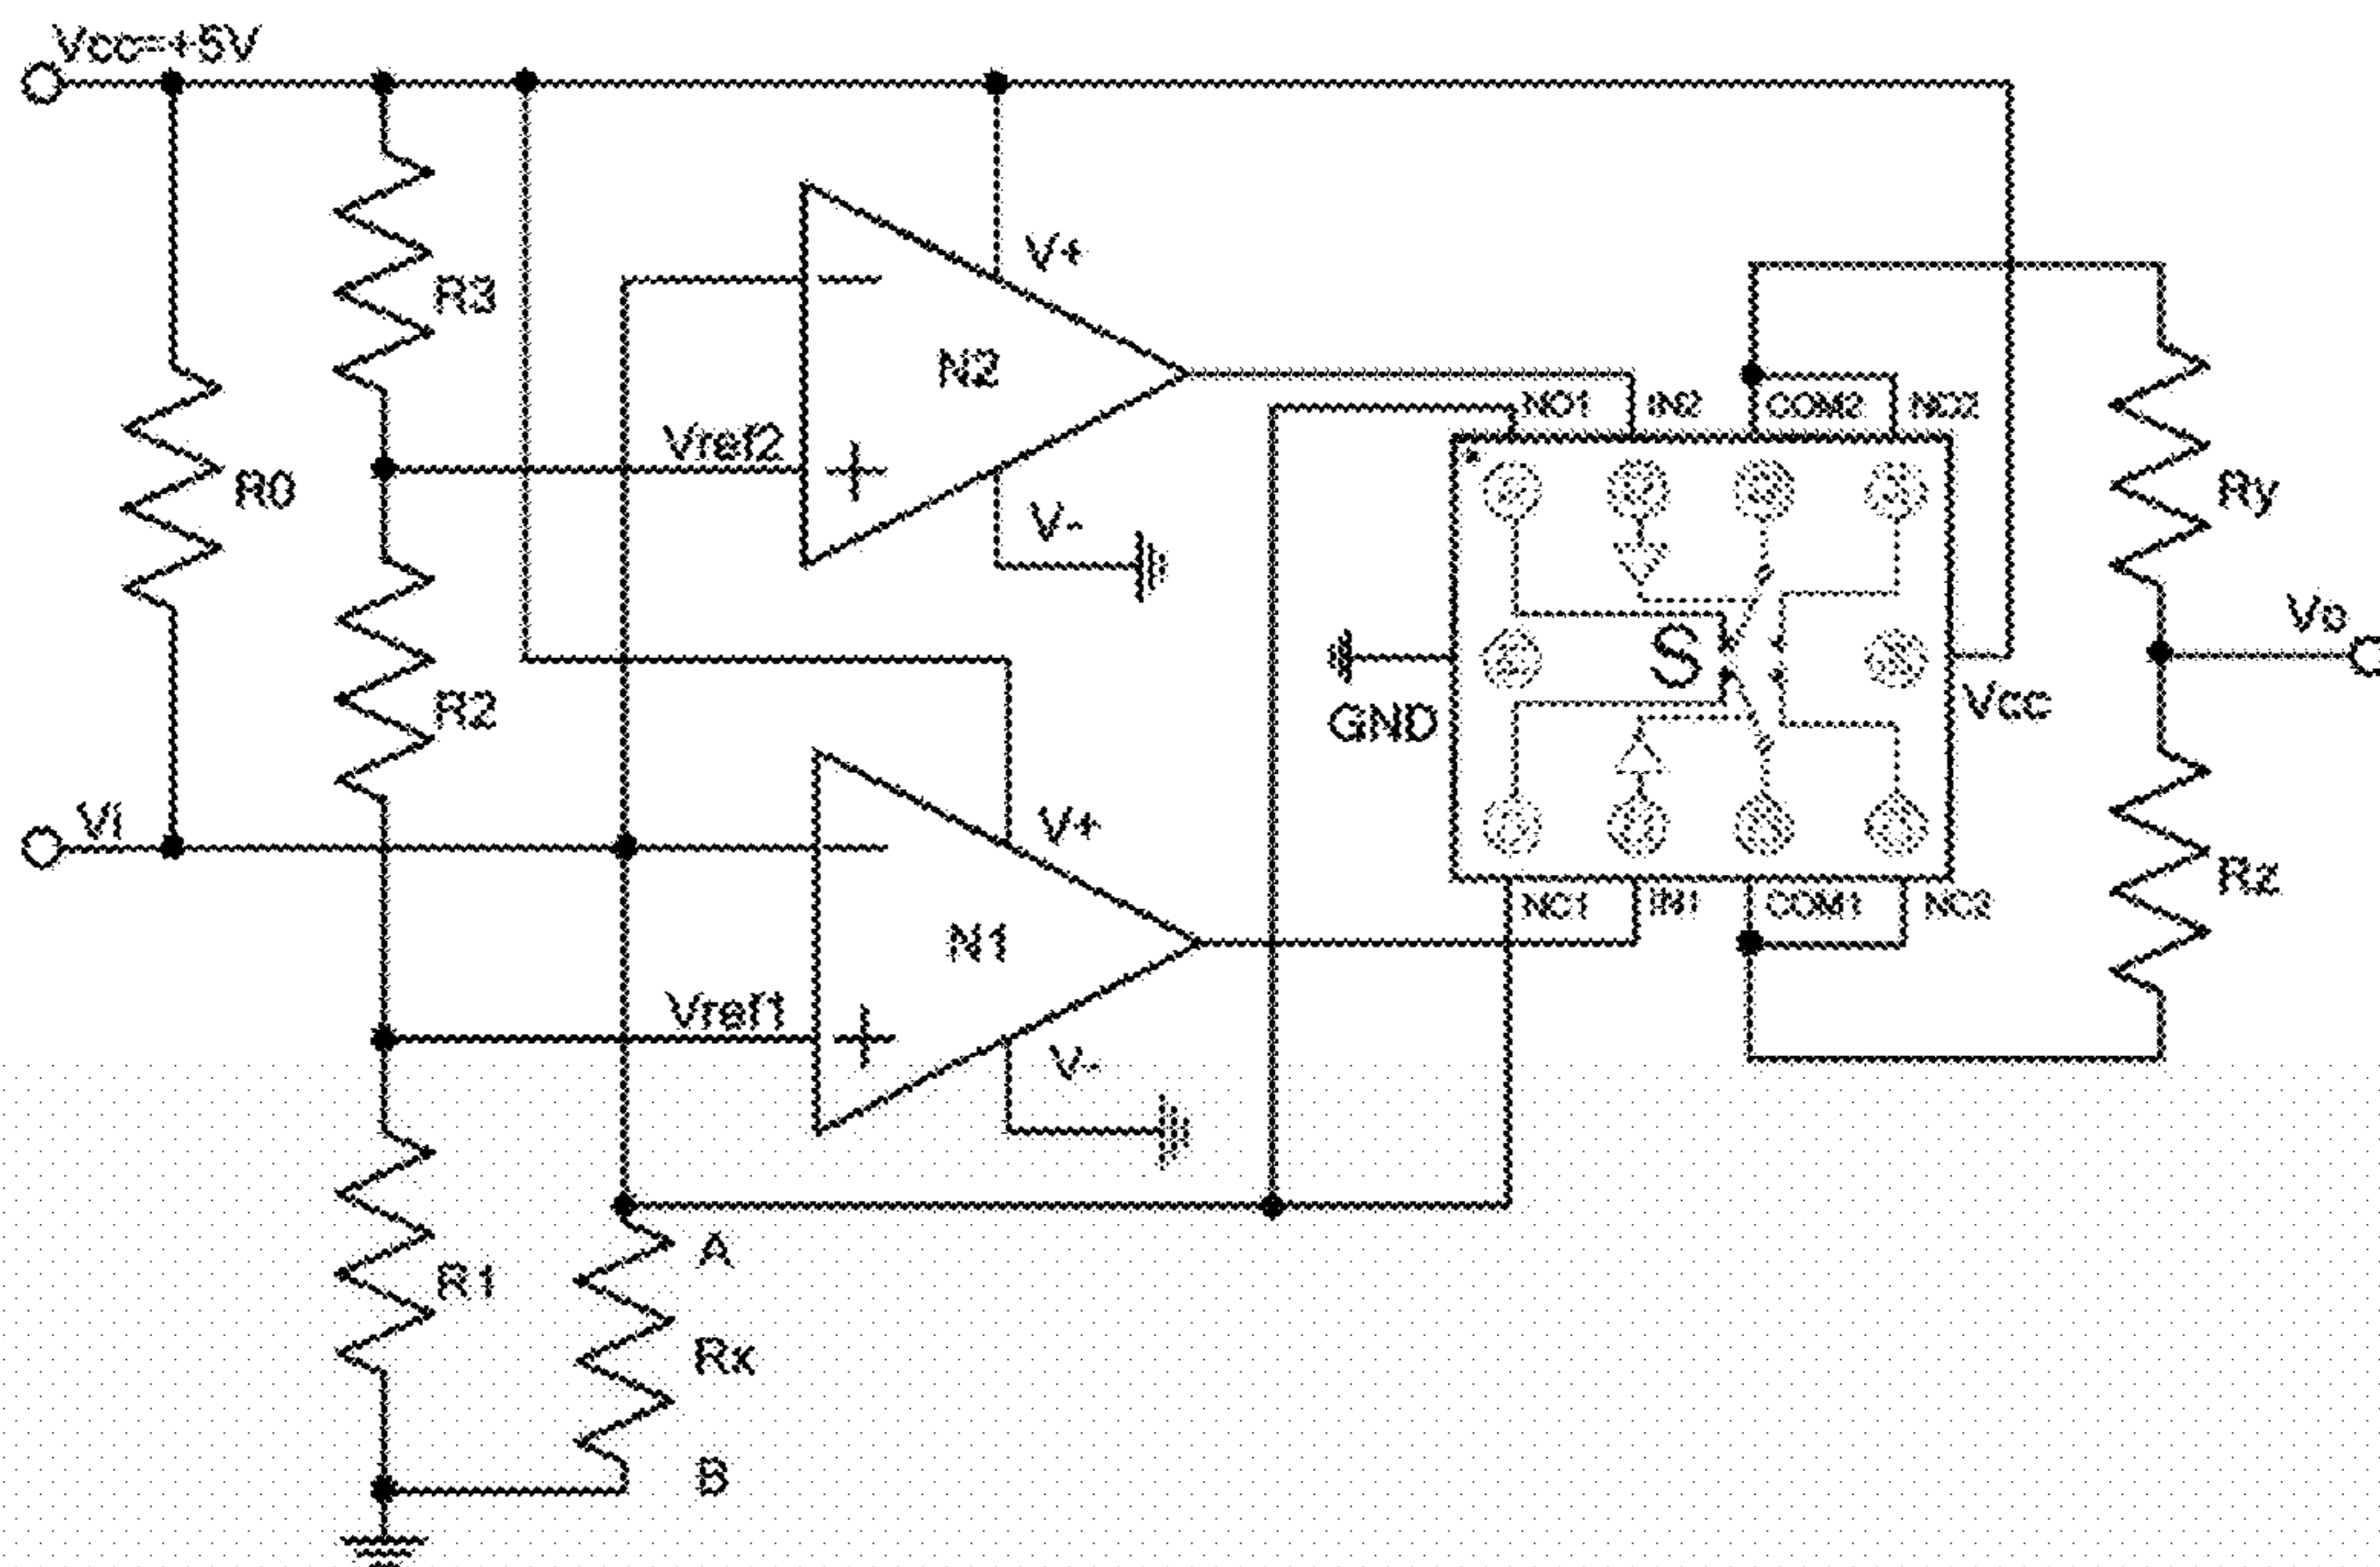 Vcc=+5V
V+
R3
N2
NO1 IN2 COM2 NO2
Vref2
+
R0
Ry
V-
Vo
S
GND
Vcc
R2
Vi
V+
Rz
NC1 IN1 COM1 NC2
N1
Vref1
+
V-
A
R1
Rx
B